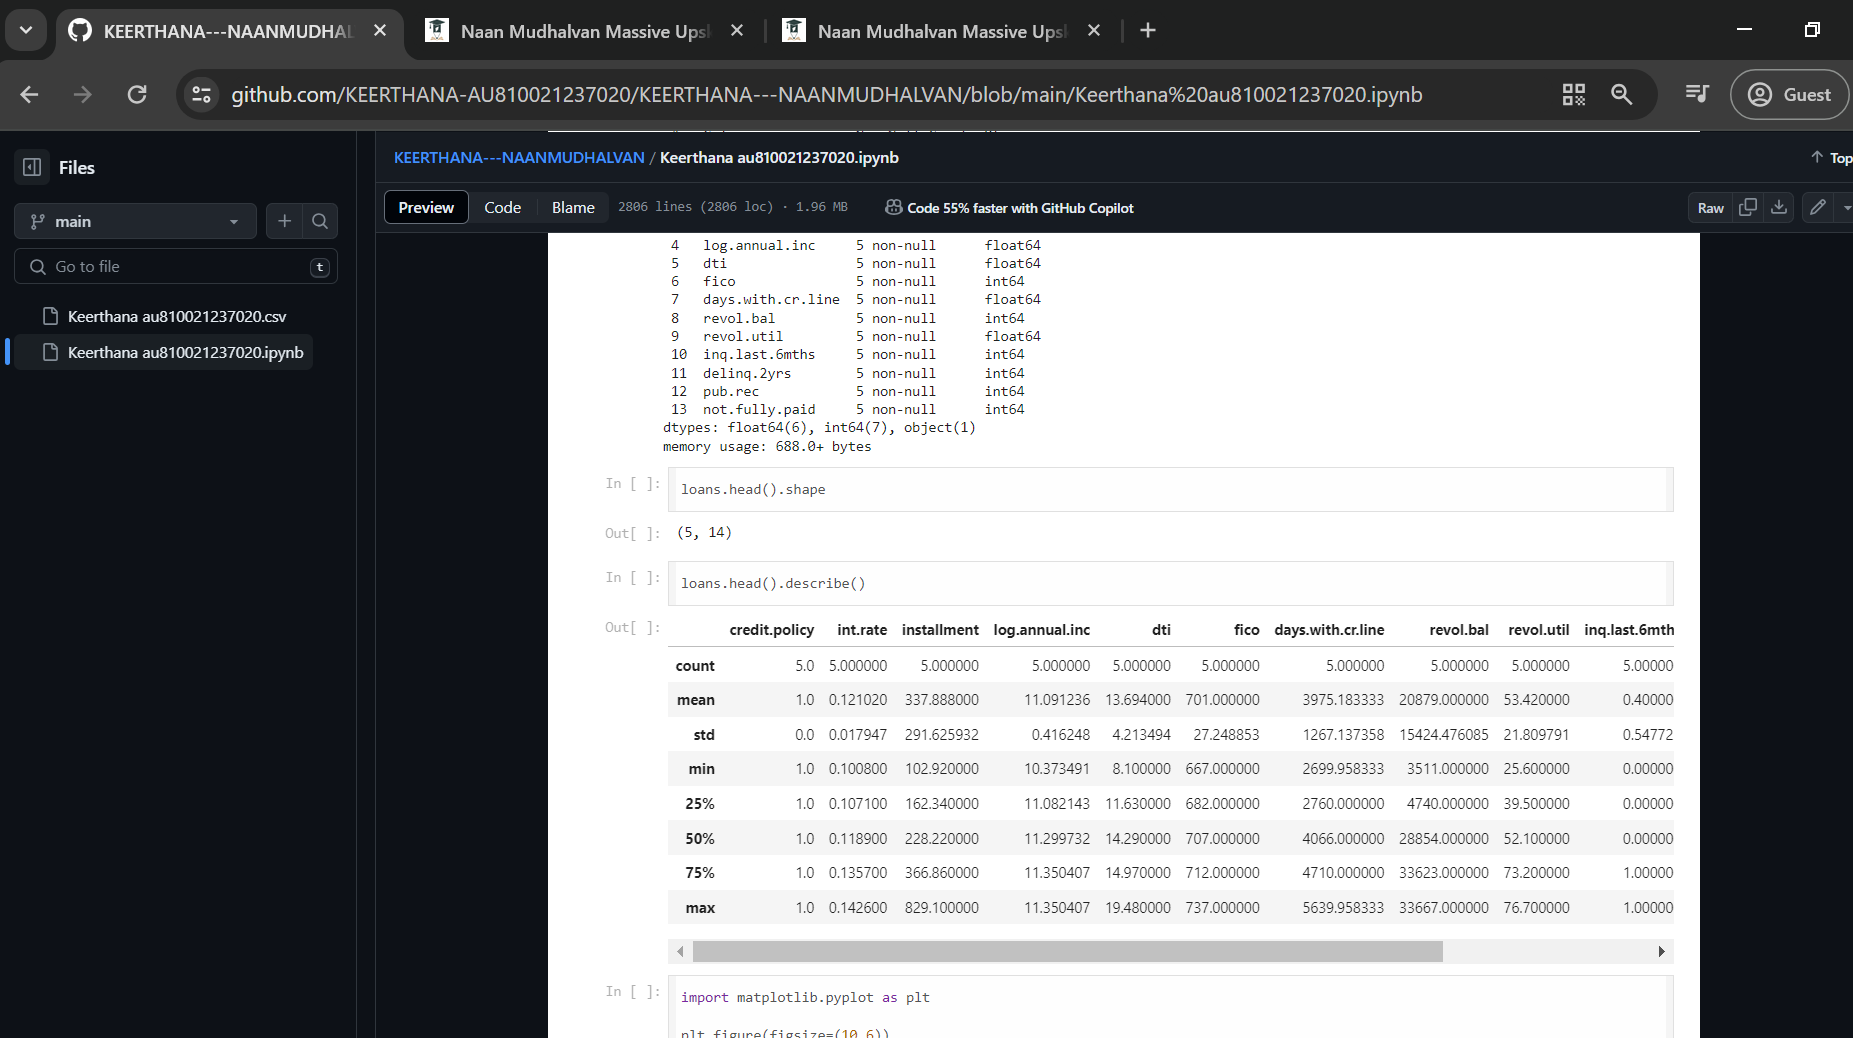 KEERTHANA---NAANMUDHAL
Naan Mudhalvan Massive Ups
Naan Mudhalvan Massive Ups
github.com/KEERTHANA-AU810021237020/KEERTHANA---NAANMUDHALVAN/blob/main/Keerthana%20au810021237020.ipynb
Guest
Files
main
Go to file
t
Keerthana au810021237020.csv
Keerthana au810021237020.ipynb
KEERTHANA---NAANMUDHALVAN / Keerthana au810021237020.ipynb
Top
Preview Code Blame 2806 lines (2806 loc) · 1.96 MB Code 55% faster with GitHub Copilot
Raw
4 log.annual.inc 5 non-null float64
5 dti 5 non-null float64
6 fico 5 non-null int64
7 days.with.cr.line 5 non-null float64
8 revol.bal 5 non-null int64
9 revol.util 5 non-null float64
10 inq.last.6mths 5 non-null int64
11 delinq.2yrs 5 non-null int64
12 pub.rec 5 non-null int64
13 not.fully.paid 5 non-null int64
dtypes: float64(6), int64(7), object(1)
memory usage: 688.0+ bytes
In [ ]: loans.head().shape
Out[ ]: (5, 14)
In [ ]: loans.head().describe()
Out[ ]:
credit.policy int.rate installment log.annual.inc dti fico days.with.cr.line revol.bal revol.util inq.last.6mth
count 5.0 5.000000 5.000000 5.000000 5.000000 5.000000 5.000000 5.000000 5.000000 5.00000
mean 1.0 0.121020 337.888000 11.091236 13.694000 701.000000 3975.183333 20879.000000 53.420000 0.40000
std 0.0 0.017947 291.625932 0.416248 4.213494 27.248853 1267.137358 15424.476085 21.809791 0.54772
min 1.0 0.100800 102.920000 10.373491 8.100000 667.000000 2699.958333 3511.000000 25.600000 0.00000
25% 1.0 0.107100 162.340000 11.082143 11.630000 682.000000 2760.000000 4740.000000 39.500000 0.00000
50% 1.0 0.118900 228.220000 11.299732 14.290000 707.000000 4066.000000 28854.000000 52.100000 0.00000
75% 1.0 0.135700 366.860000 11.350407 14.970000 712.000000 4710.000000 33623.000000 73.200000 1.00000
max 1.0 0.142600 829.100000 11.350407 19.480000 737.000000 5639.958333 33667.000000 76.700000 1.00000
In [ ]: import matplotlib.pyplot as plt
plt.figure(figsize=(10,6))